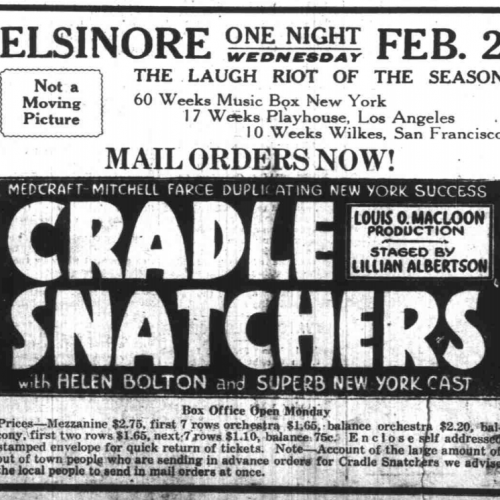 ELSINORE ONE NIGHT WEDNESDAY FEB. 2
Not a
Moving
Picture
THE LAUGH RIOT OF THE SEASON
60 Weeks Music Box New York
17 Weeks Playhouse, Los Angeles
10 Weeks Wilkes, San Francisco
MAIL ORDERS NOW!
MEDCRAFT-MITCHELL FARCE DUPLICATING NEW YORK SUCCESS
CRADLE
SNATCHERS
LOUIS O. MACLOON
PRODUCTION
STAGED BY
LILLIAN ALBERTSON
with HELEN BOLTON and SUPERB NEW YORK CAST
Box Office Open Monday
Prices—Mezzanine $2.75, first 7 rows orchestra $1.65, balance orchestra $2.20, bal-
cony, first two rows $1.65, next 7 rows $1.10, balance 75c. Enclose self addressed
stamped envelope for quick return of tickets. Note—Account of the large amount of
out of town people who are sending in advance orders for Cradle Snatchers we advise
the local people to send in mail orders at once.